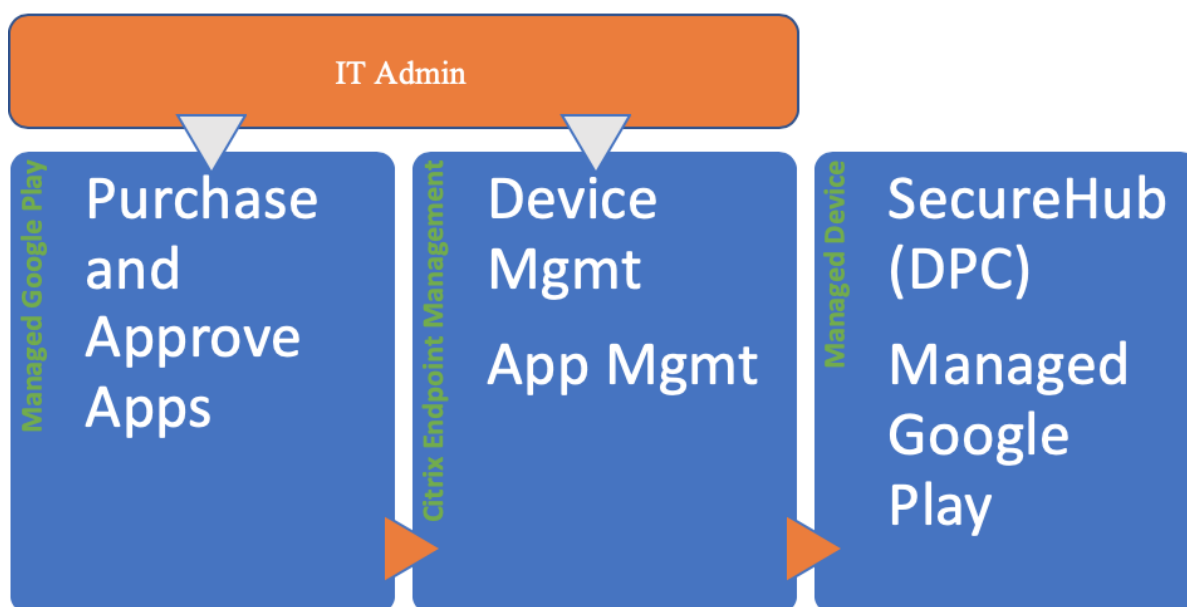 IT Admin
Managed Google Play
Purchase
and
Approve
Apps
Citrix Endpoint Management
Device
Mgmt
App Mgmt
Managed Device
SecureHub
(DPC)
Managed
Google
Play